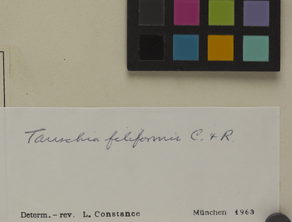 Tauschia filiformis C. & R.
Determ. – rev. L. Constance München 1963